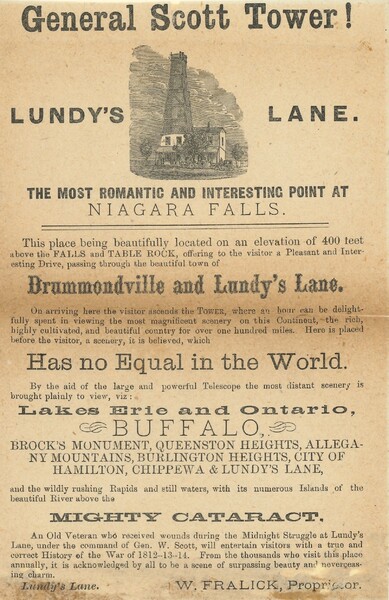 General Scott Tower!
LUNDY'S LANE.
THE MOST ROMANTIC AND INTERESTING POINT AT
NIAGARA FALLS.
This place being beautifully located on an elevation of 400 feet
above the FALLS and TABLE ROCK, offering to the visitor a Pleasant and Inter-
esting Drive, passing through the beautiful town of
Drummondville and Lundy's Lane.
On arriving here the visitor ascends the TOWER, where an hour can be delight-
fully spent in viewing the most magnificent scenery on this Continent,—the rich,
highly cultivated, and beautiful country for over one hundred miles. Here is placed
before the visitor, a scenery, it is believed, which
Has no Equal in the World.
By the aid of the large and powerful Telescope the most distant scenery is
brought plainly to view, viz:
Lakes Erie and Ontario,
BUFFALO,
BROCK'S MONUMENT, QUEENSTON HEIGHTS, ALLEGA-
NY MOUNTAINS, BURLINGTON HEIGHTS, CITY OF
HAMILTON, CHIPPEWA & LUNDY'S LANE,
and the wildly rushing Rapids and still waters, with its numerous Islands of the
beautiful River above the
MIGHTY CATARACT.
An Old Veteran who received wounds during the Midnight Struggle at Lundy's
Lane, under the command of Gen. W. Scott, will entertain visitors with a true and
correct History of the War of 1812-13-14. From the thousands who visit this place
annually, it is acknowledged by all to be a scene of surpassing beauty and neverceas-
ing charm.
Lundy's Lane. W. FRALICK, Proprietor.